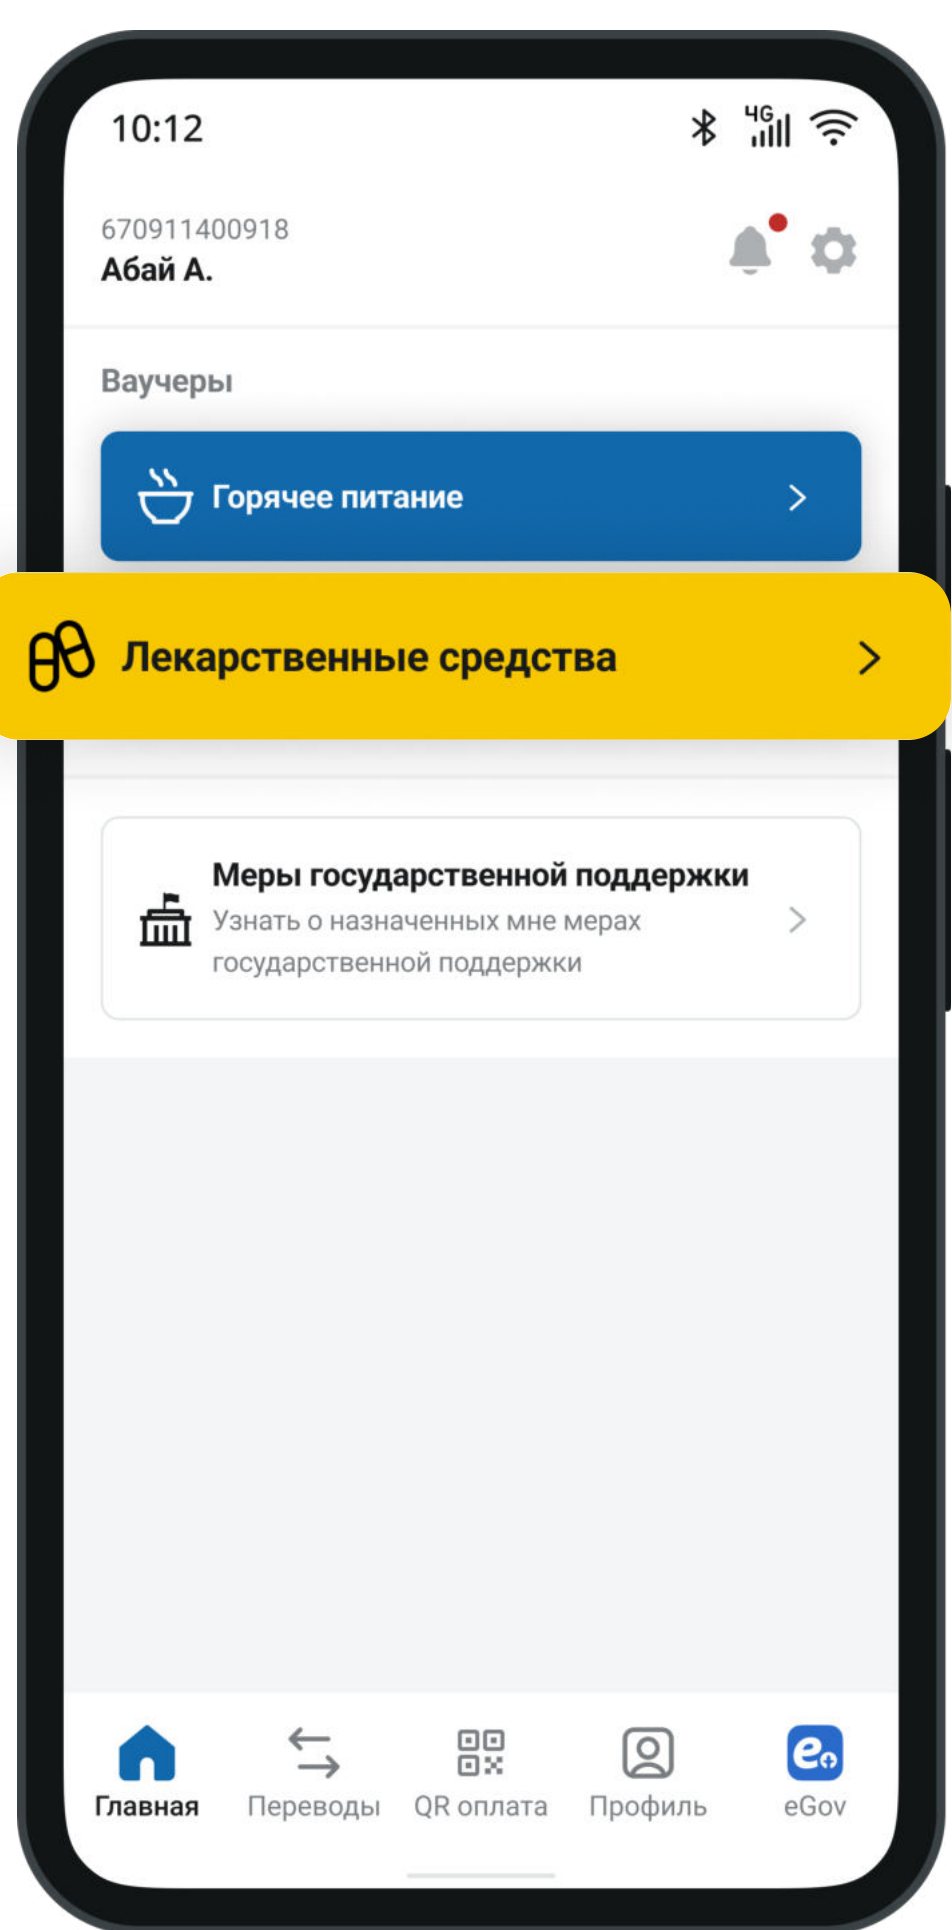 10:12
4G
670911400918
Абай А.
Ваучеры
Горячее питание
Лекарственные средства
Меры государственной поддержки
Узнать о назначенных мне мерах
государственной поддержки
Главная
Переводы
QR оплата
Профиль
eGov